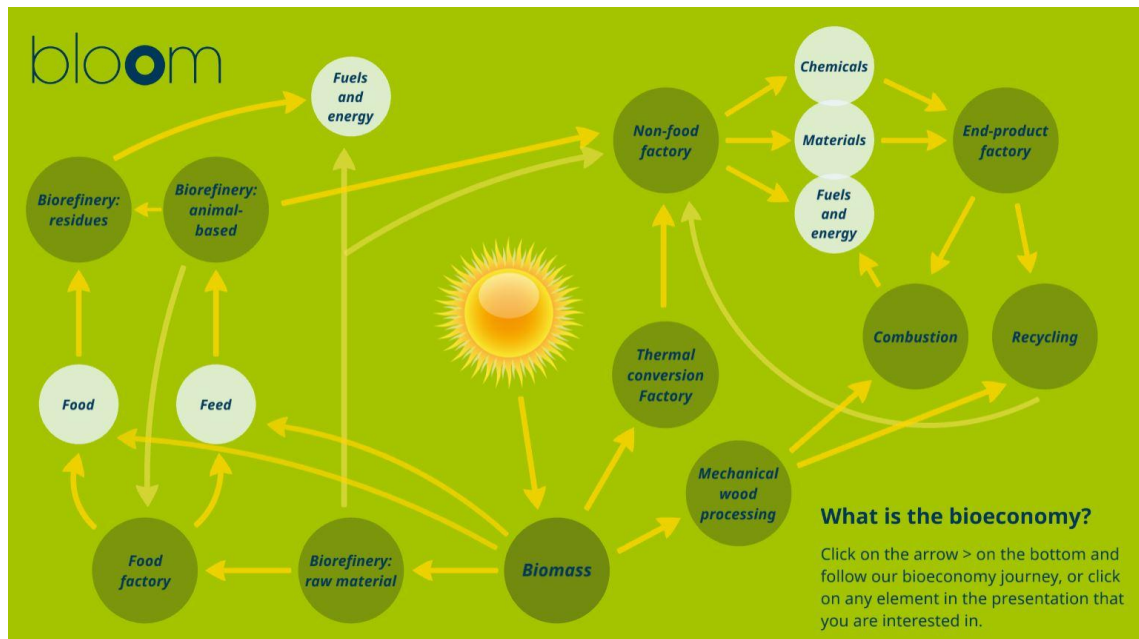 bloom
Fuels
and
energy
Chemicals
Non-food
factory
Materials
End-product
factory
Biorefinery:
residues
Biorefinery:
animal-
based
Fuels
and
energy
Combustion
Recycling
Thermal
conversion
Factory
Food
Feed
Mechanical
wood
processing
What is the bioeconomy?
Click on the arrow > on the bottom and
follow our bioeconomy journey, or click
on any element in the presentation that
you are interested in.
Food
factory
Biorefinery:
raw material
Biomass